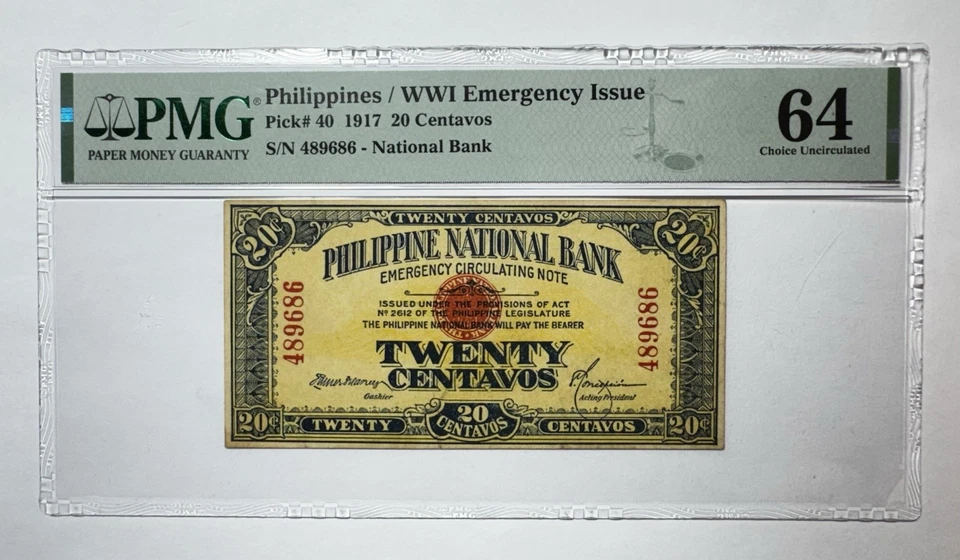 PMG®
PAPER MONEY GUARANTY
Philippines / WWI Emergency Issue
Pick# 40 1917 20 Centavos
S/N 489686 - National Bank
64
Choice Uncirculated
TWENTY CENTAVOS
20¢ 20¢
PHILIPPINE NATIONAL BANK
EMERGENCY CIRCULATING NOTE
ISSUED UNDER THE PROVISIONS OF ACT
Nº 2612 OF THE PHILIPPINE LEGISLATURE
THE PHILIPPINE NATIONAL BANK WILL PAY THE BEARER
489686 489686
TWENTY
CENTAVOS
Cashier
Acting President
20¢ TWENTY 20 CENTAVOS 20¢
CENTAVOS